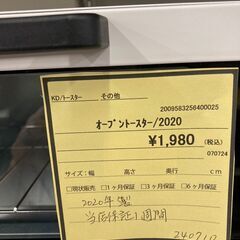 KD/トースター その他
2009583256400025
オーブントースター/2020
¥1,980 (税込)
070724
サイズ:幅 高さ 奥行 cm
□現状販売 □1ヶ月保証 □3ヶ月保証 □6ヶ月保証
2020年製
当店保証1週間